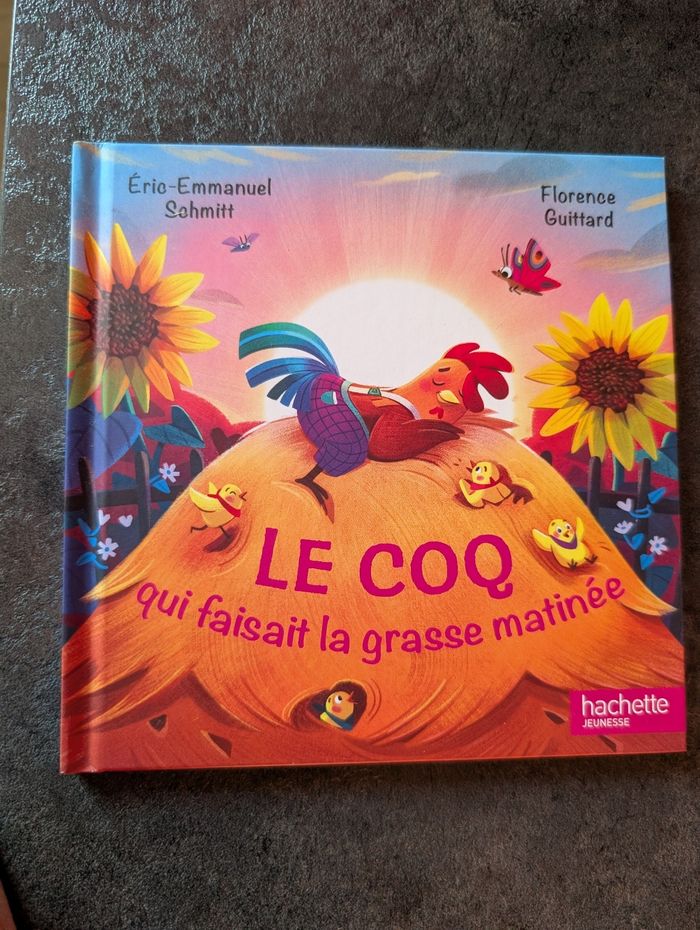 Éric-Emmanuel
Schmitt
Florence
Guittard
LE COQ
qui faisait la grasse matinée
hachette
JEUNESSE